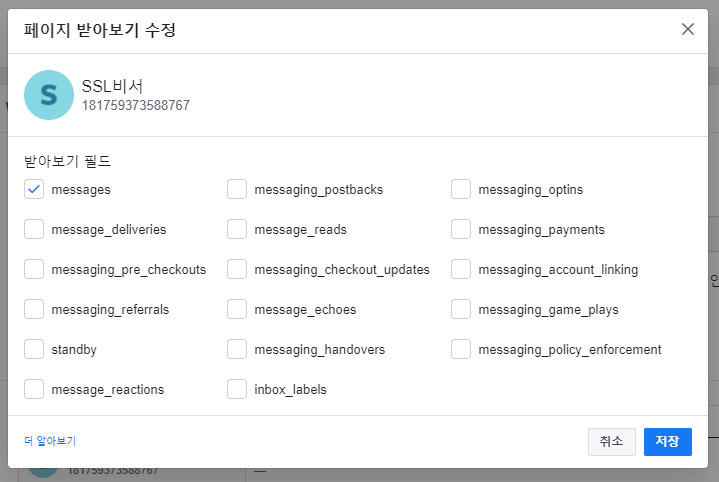 페이지 받아보기 수정
S
SSL비서
181759373588767
받아보기 필드
messages messaging_postbacks messaging_optins
message_deliveries message_reads messaging_payments
messaging_pre_checkouts messaging_checkout_updates messaging_account_linking
messaging_referrals message_echoes messaging_game_plays
standby messaging_handovers messaging_policy_enforcement
message_reactions inbox_labels
더 알아보기 취소 저장
181759373588767